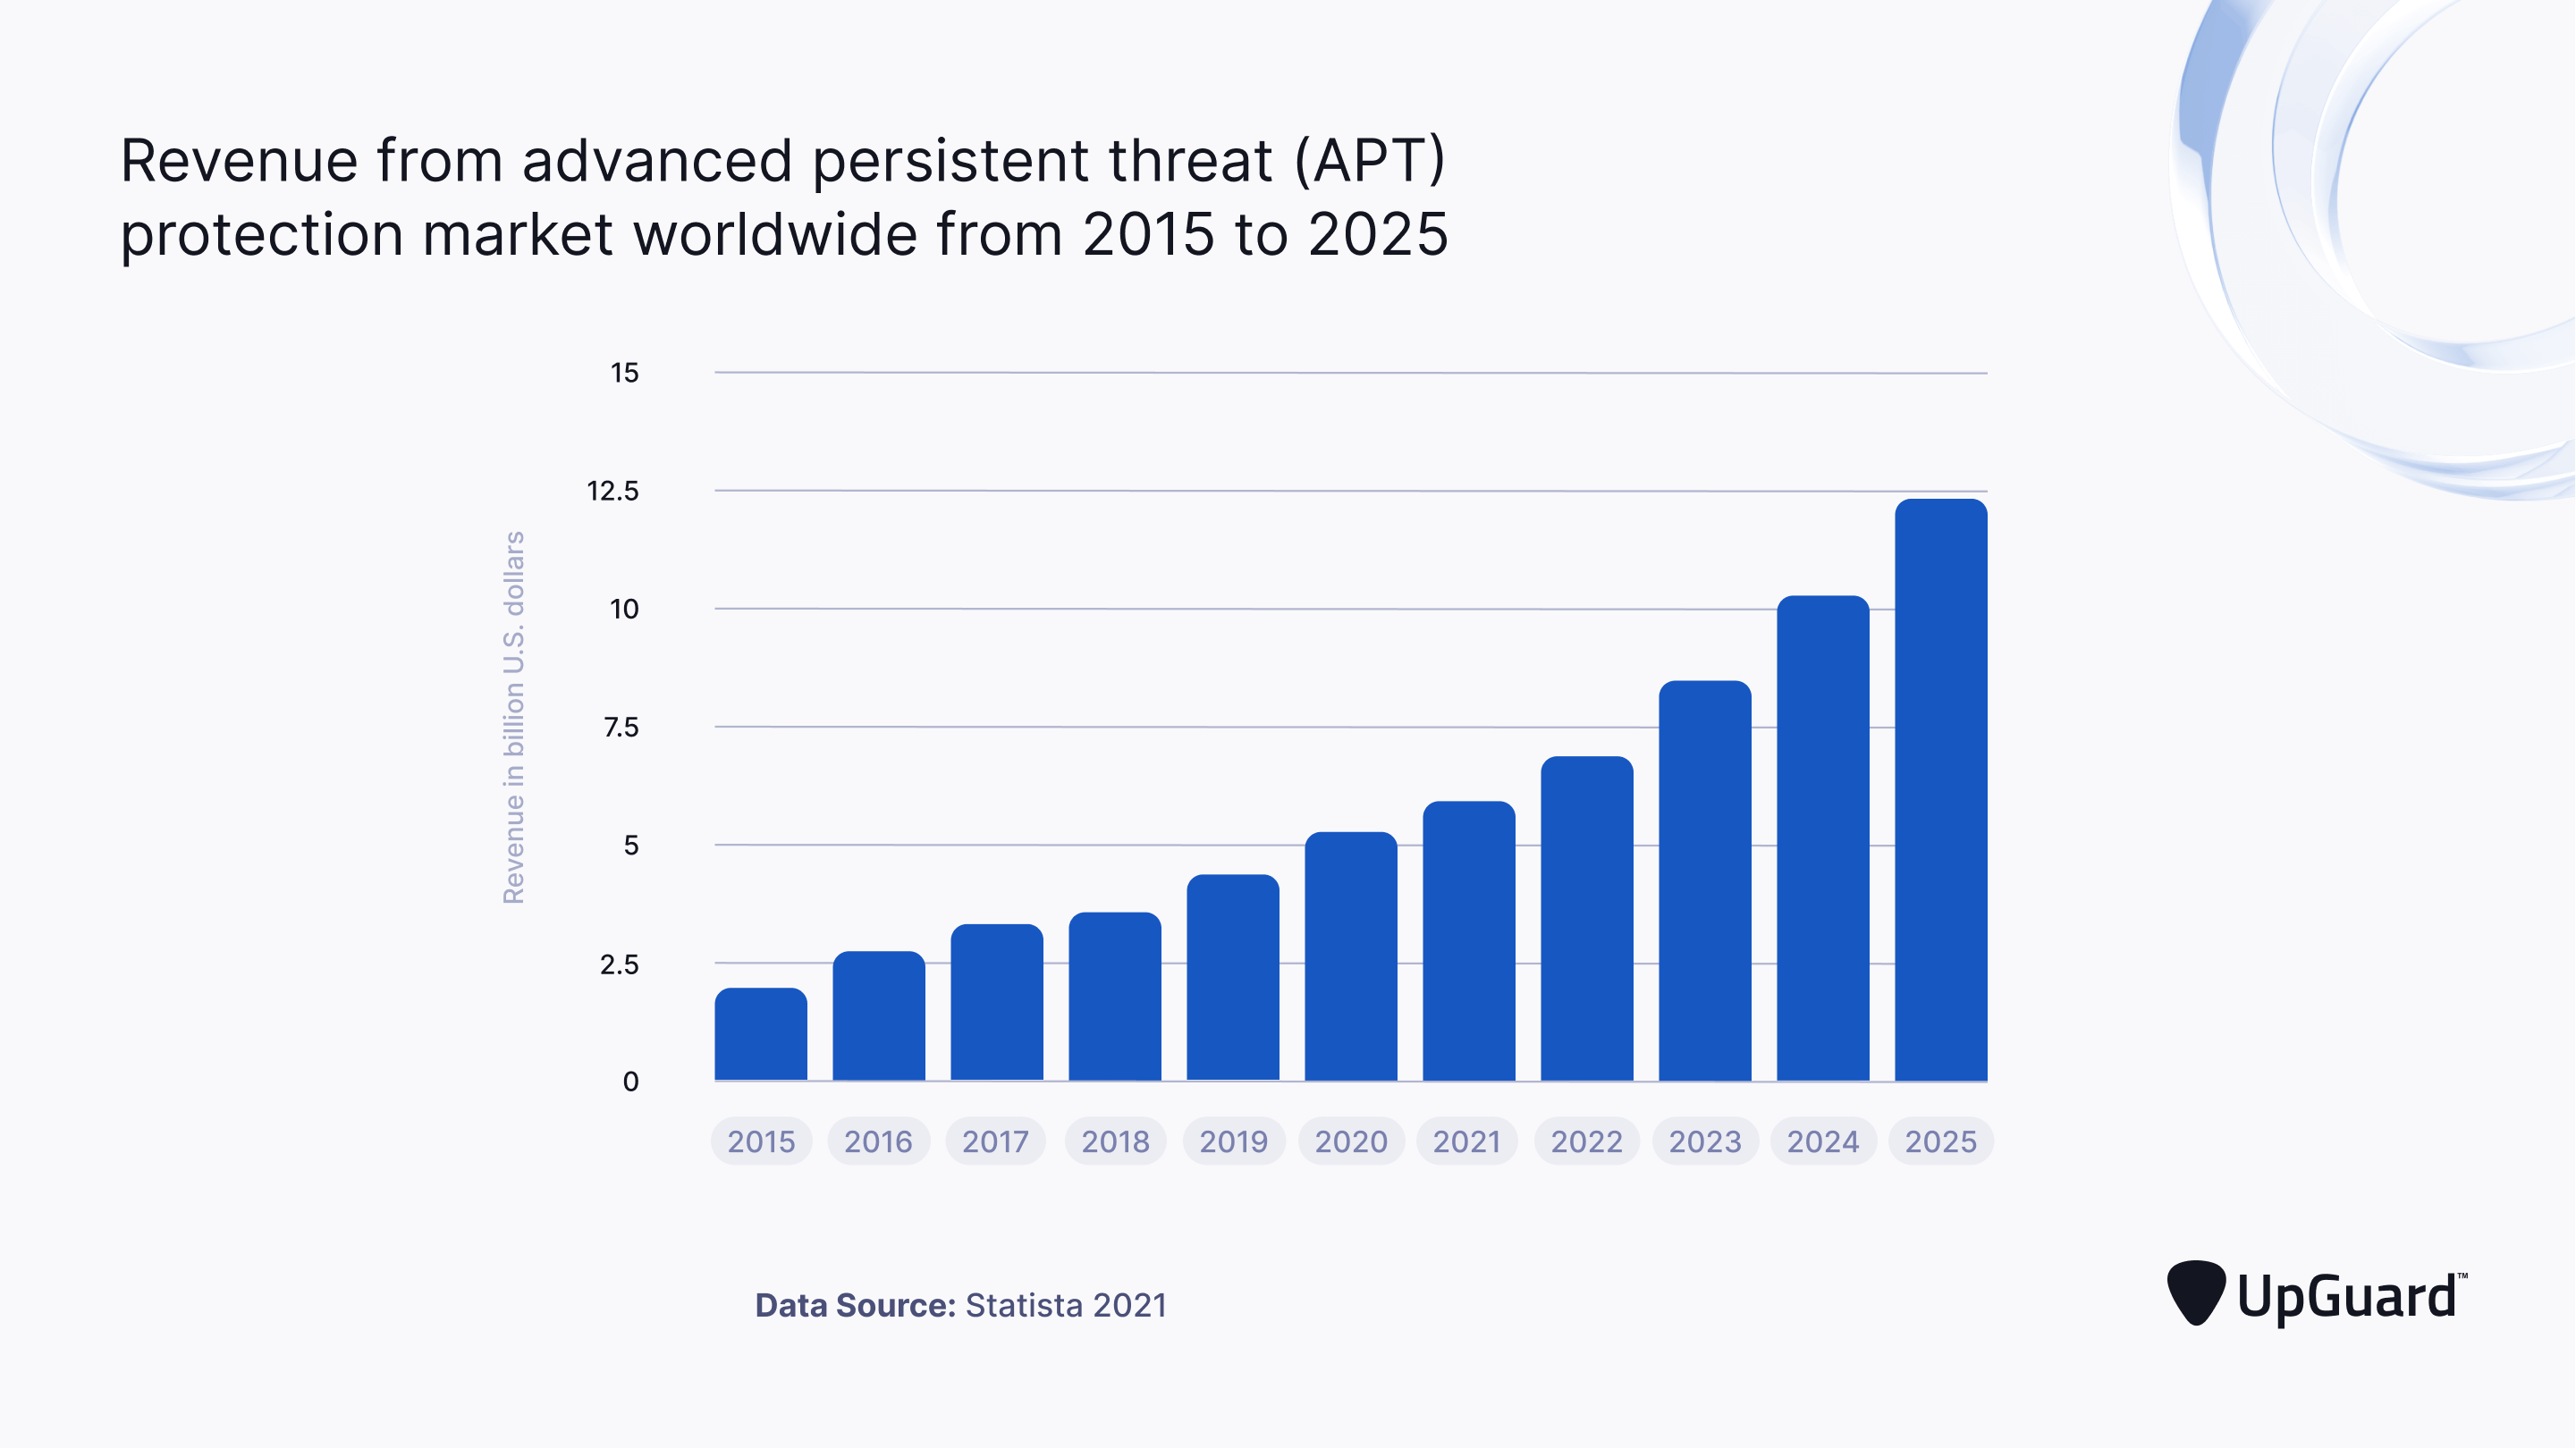 Revenue from advanced persistent threat (APT)
protection market worldwide from 2015 to 2025
Revenue in billion U.S. dollars
15
12.5
10
7.5
5
2.5
0
2015 2016 2017 2018 2019 2020 2021 2022 2023 2024 2025
Data Source: Statista 2021
UpGuard™